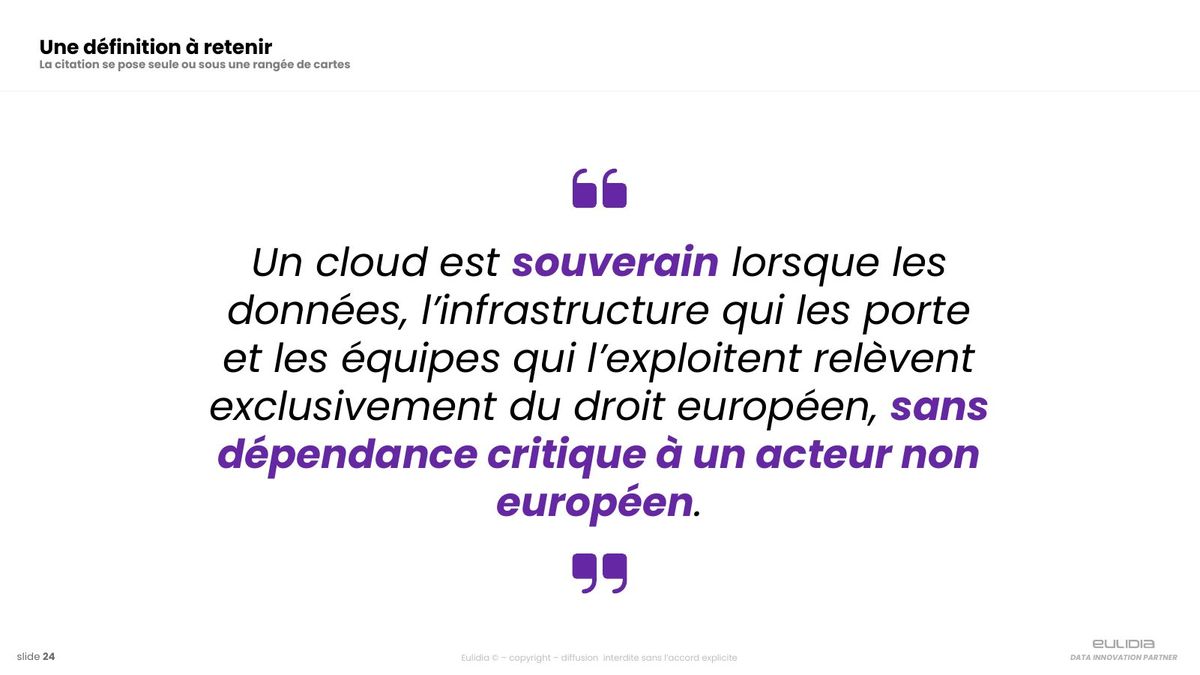 Une définition à retenir
La citation se pose seule ou sous une rangée de cartes
“
Un cloud est souverain lorsque les
données, l’infrastructure qui les porte
et les équipes qui l’exploitent relèvent
exclusivement du droit européen, sans
dépendance critique à un acteur non
européen.
”
slide 24
Eulidia © – copyright – diffusion  interdite sans l’accord explicite
EULIDIA
DATA INNOVATION PARTNER